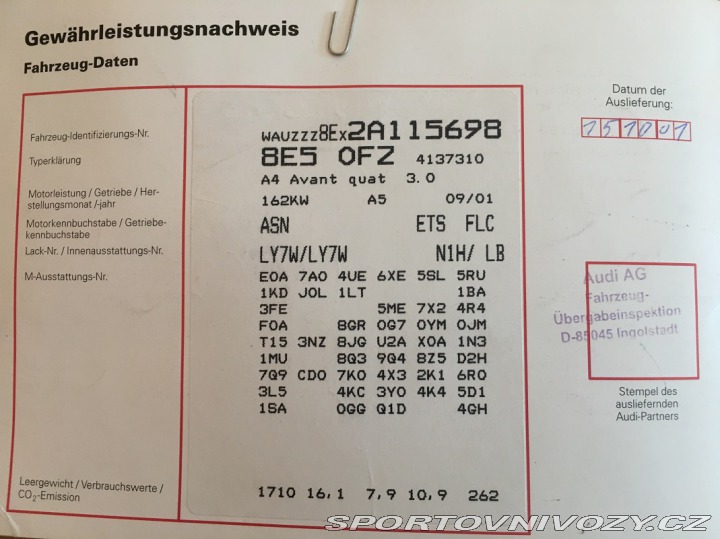 Gewährleistungsnachweis
Fahrzeug-Daten
Datum der
Auslieferung:
151001
Fahrzeug-Identifizierungs-Nr.
WAUZZZ8EX2A115698
Typerklärung
8E5 0FZ 4137310
A4 Avant quat 3.0
Motorleistung / Getriebe / Her-
stellungsmonat /-jahr
162KW A5 09/01
Motorkennbuchstabe / Getriebe-
kennbuchstabe
ASN ETS FLC
Lack-Nr. / Innenausstattungs-Nr.
LY7W/LY7W N1H/ LB
M-Ausstattungs-Nr.
E0A 7A0 4UE 6XE 5SL 5RU
1KD J0L 1LT 1BA
3FE 5ME 7X2 4R4
F0A 8GR 0G7 0YM 0JM
T15 3NZ 8JG U2A X0A 1N3
1MU 8Q3 9Q4 8Z5 D2H
7Q9 CD0 7K0 4X3 2K1 6R0
3L5 4KC 3Y0 4K4 5D1
1SA 0GG Q1D 4GH
Audi AG
Fahrzeug-
Übergabeinspektion
D-85045 Ingolstadt
Stempel des
ausliefernden
Audi-Partners
Leergewicht / Verbrauchswerte /
CO2-Emission
1710 16,1 7,9 10,9 262
SPORTOVNIVOZY.CZ